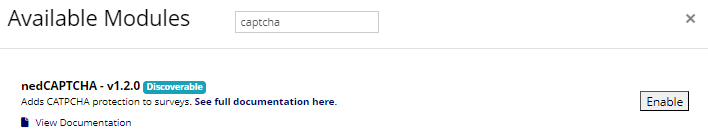 Available Modules
captcha
×
nedCAPTCHA - v1.2.0 Discoverable
Adds CATPCHA protection to surveys. See full documentation here.
Enable
View Documentation